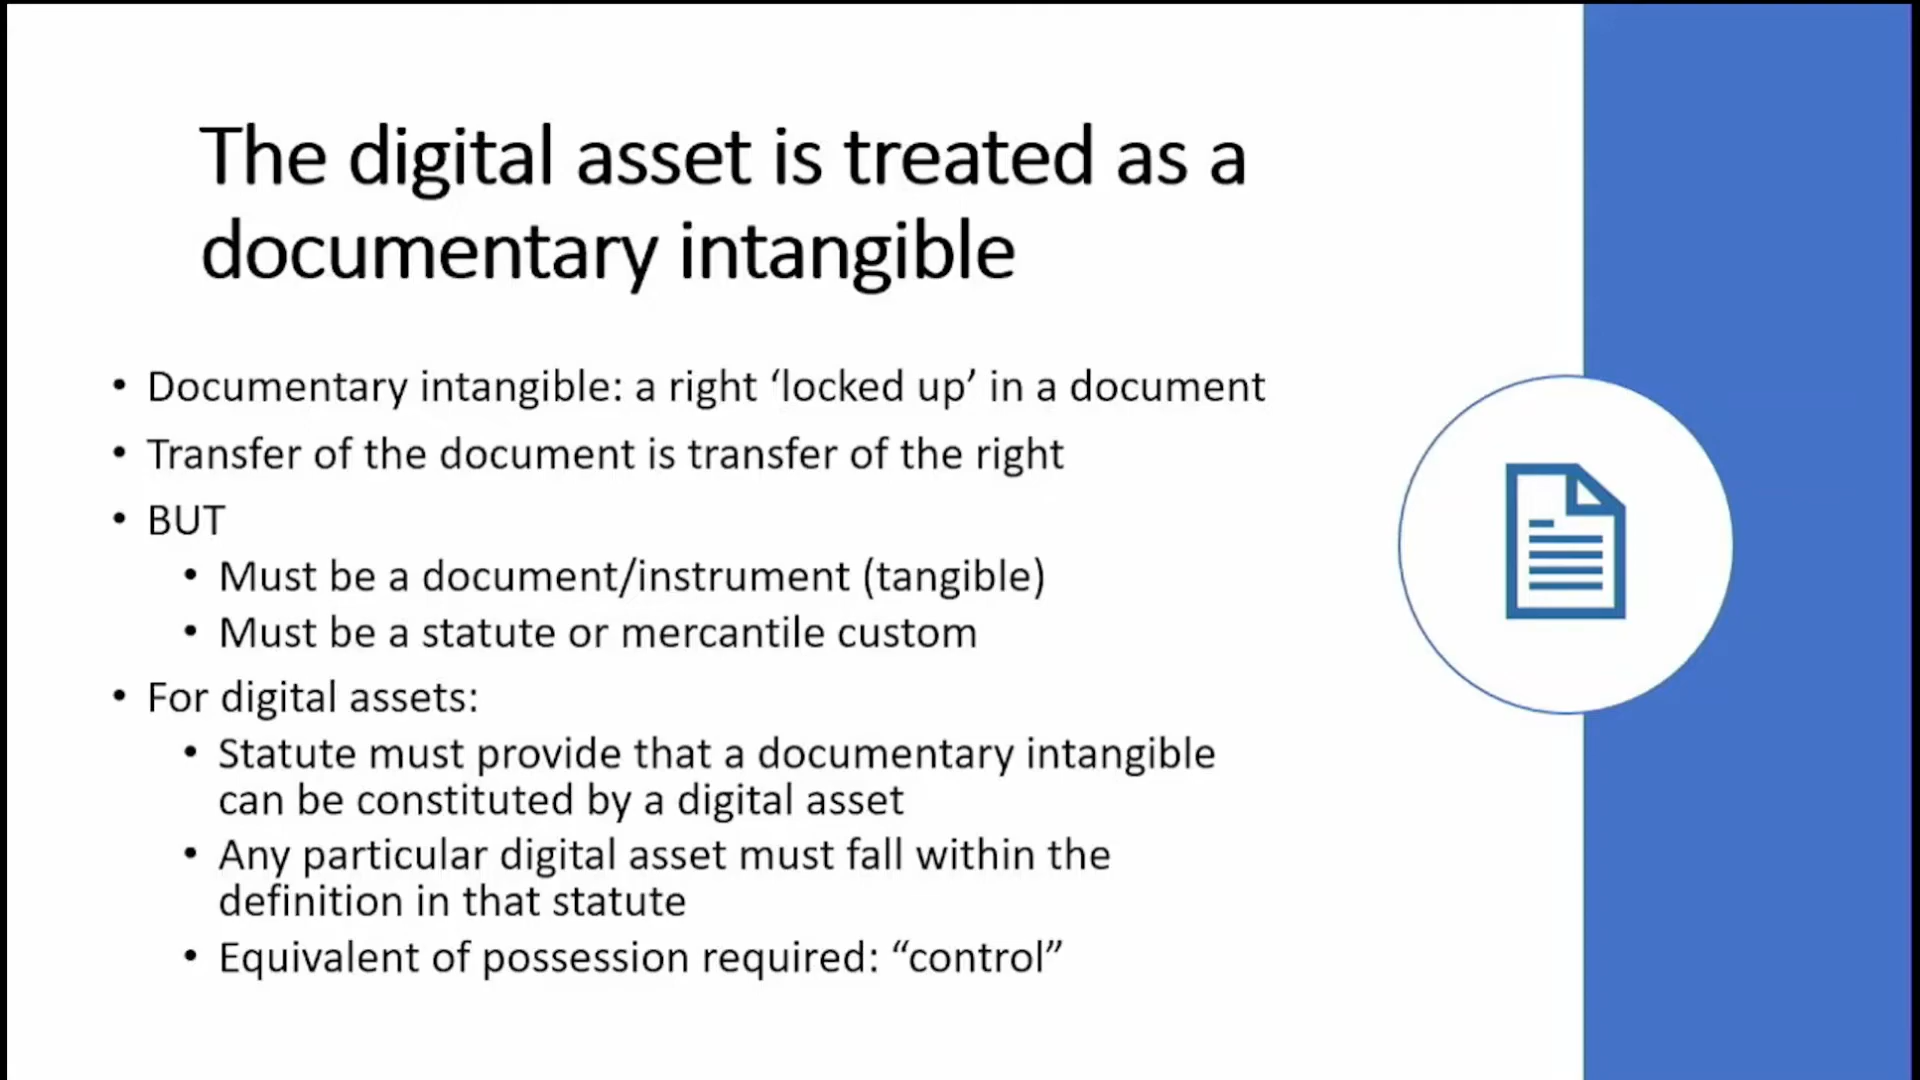 The digital asset is treated as a
documentary intangible
• Documentary intangible: a right ‘locked up’ in a document
• Transfer of the document is transfer of the right
• BUT
• Must be a document/instrument (tangible)
• Must be a statute or mercantile custom
• For digital assets:
• Statute must provide that a documentary intangible
can be constituted by a digital asset
• Any particular digital asset must fall within the
definition in that statute
• Equivalent of possession required: “control”